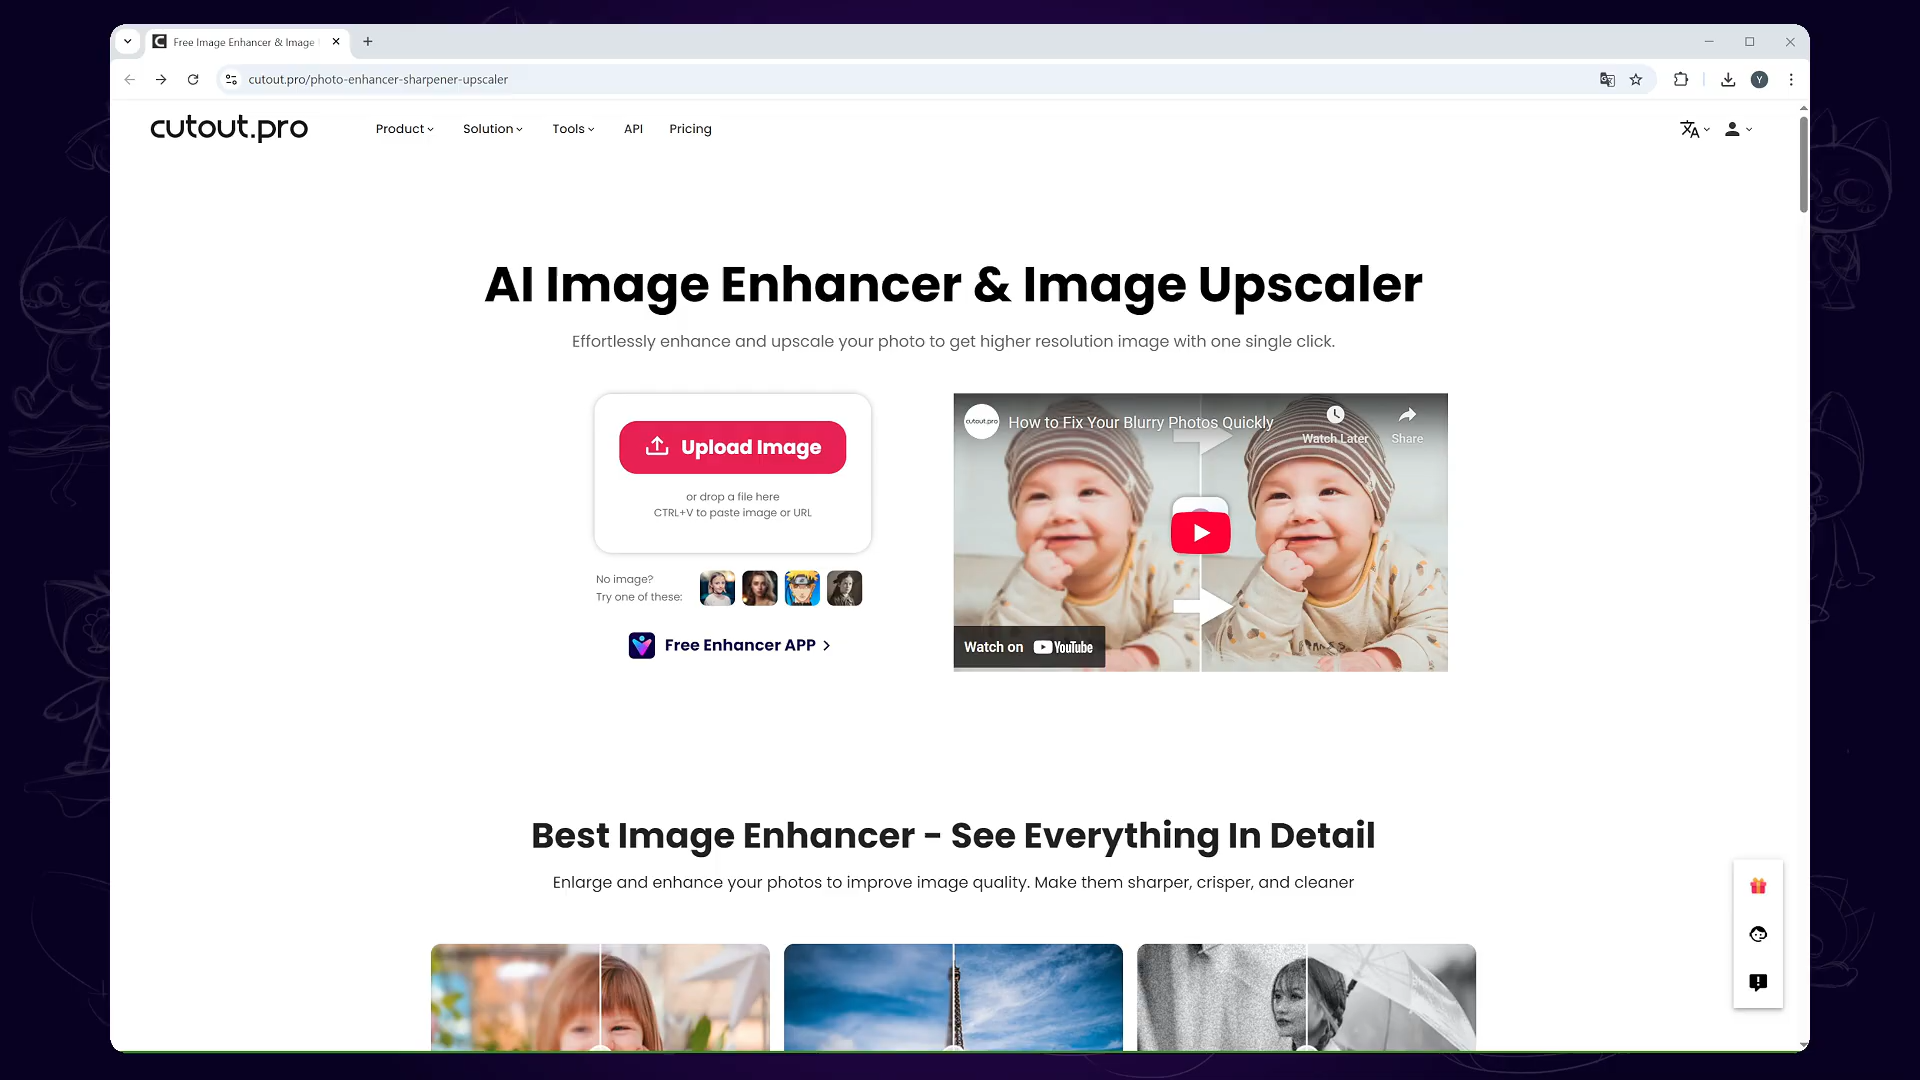 Free Image Enhancer & Image
cutout.pro/photo-enhancer-sharpener-upscaler
Y
cutout.pro
Product
Solution
Tools
API
Pricing
AI Image Enhancer & Image Upscaler
Effortlessly enhance and upscale your photo to get higher resolution image with one single click.
Upload Image
or drop a file here
CTRL+V to paste image or URL
No image?
Try one of these:
Free Enhancer APP
cutout.pro
How to Fix Your Blurry Photos Quickly
Watch Later
Share
Watch on YouTube
Best Image Enhancer - See Everything In Detail
Enlarge and enhance your photos to improve image quality. Make them sharper, crisper, and cleaner